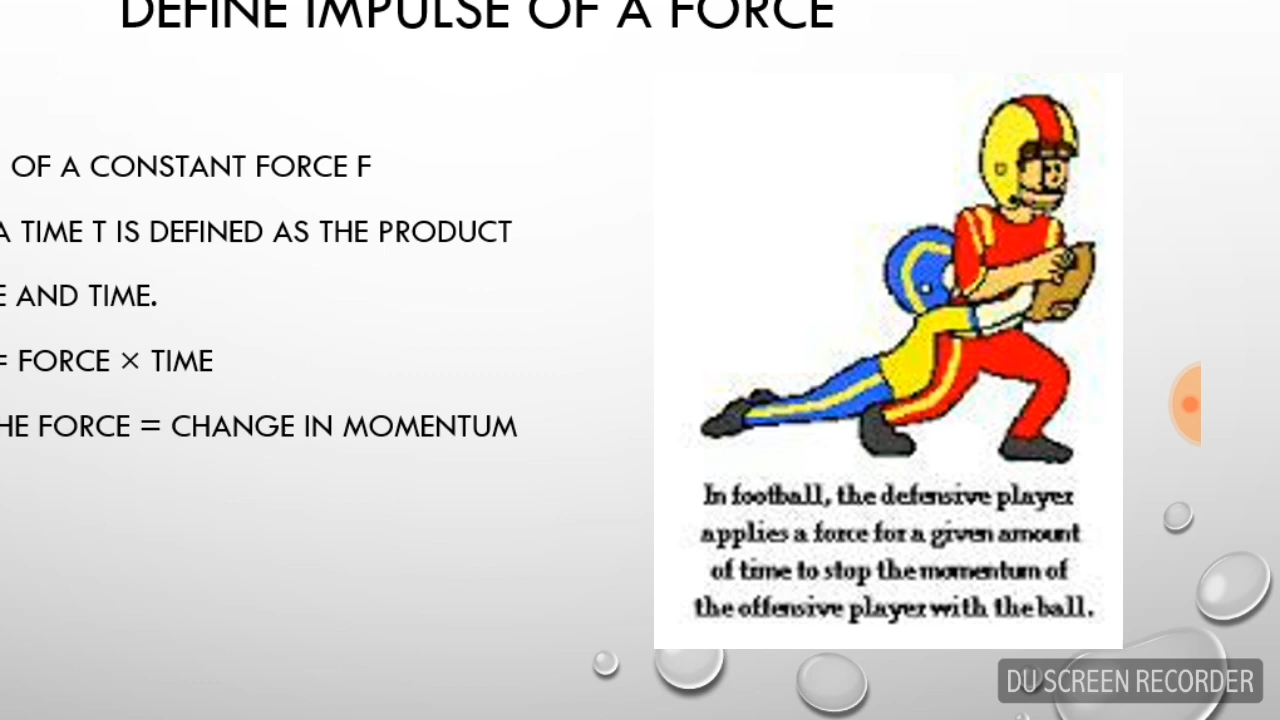 DEFINE IMPULSE OF A FORCE
OF A CONSTANT FORCE F
A TIME T IS DEFINED AS THE PRODUCT
E AND TIME.
= FORCE × TIME
HE FORCE = CHANGE IN MOMENTUM
In football, the defensive player
applies a force for a given amount
of time to stop the momentum of
the offensive player with the ball.
DU SCREEN RECORDER